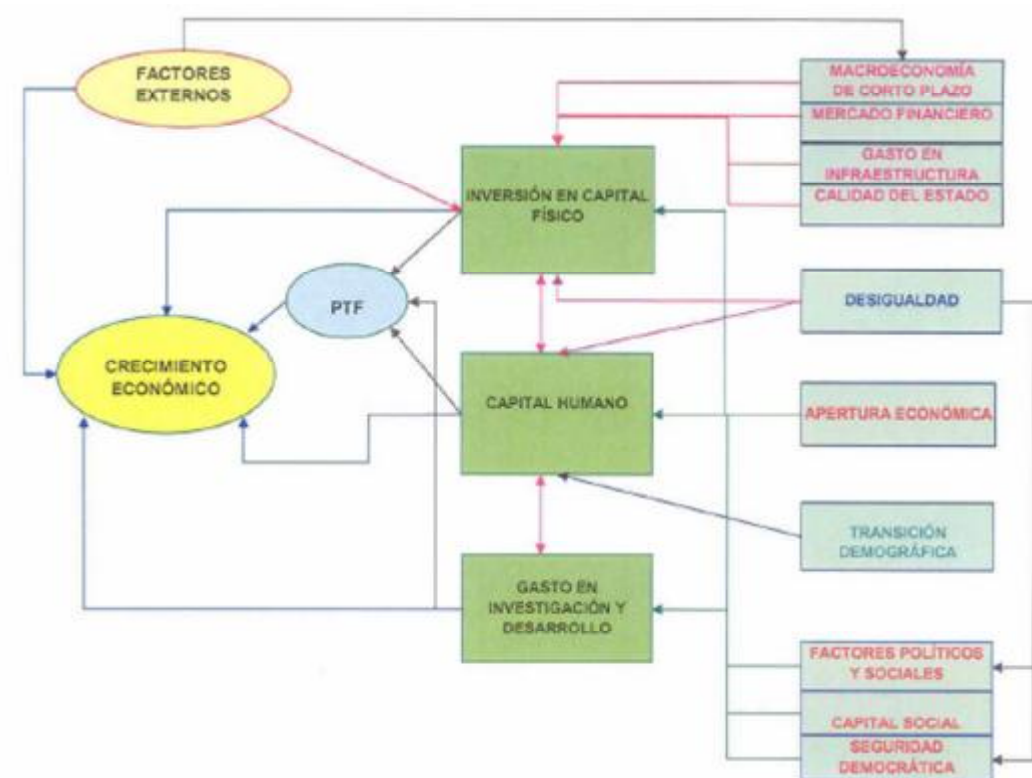 FACTORES
EXTERNOS
MACROECONOMÍA
DE CORTO PLAZO
MERCADO FINANCIERO
GASTO EN
INFRAESTRUCTURA
CALIDAD DEL ESTADO
INVERSIÓN EN CAPITAL
FÍSICO
PTF
DESIGUALDAD
CRECIMIENTO
ECONÓMICO
CAPITAL HUMANO
APERTURA ECONÓMICA
TRANSICIÓN
DEMOGRÁFICA
GASTO EN
INVESTIGACIÓN Y
DESARROLLO
FACTORES POLÍTICOS
Y SOCIALES
CAPITAL SOCIAL
SEGURIDAD
DEMOCRÁTICA